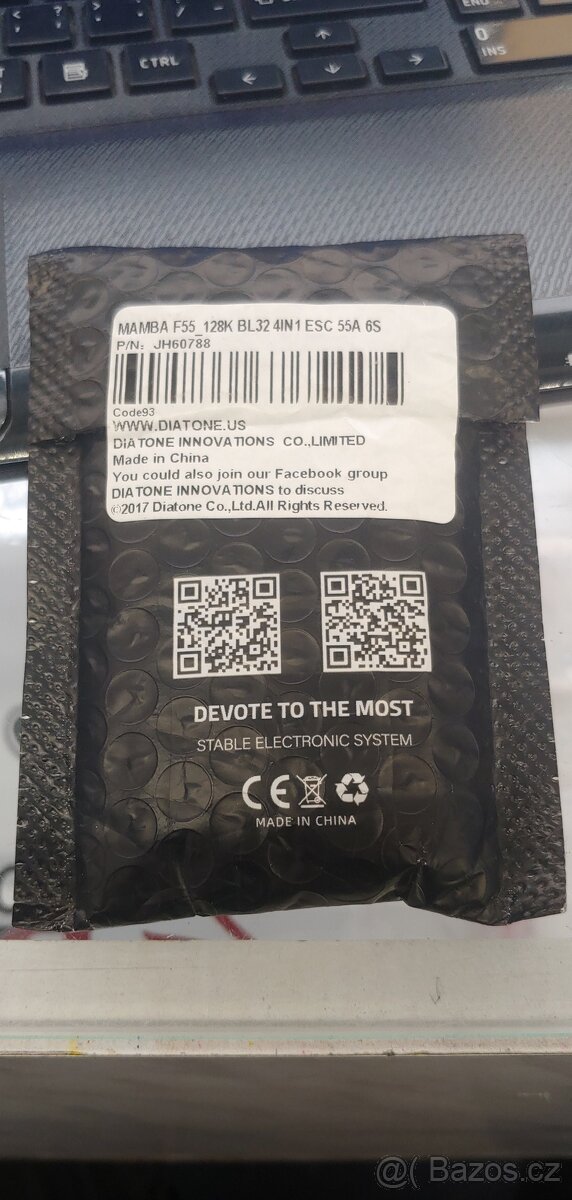 END
CTRL
0
INS
MAMBA F55_128K BL32 4IN1 ESC 55A 6S
P/N: JH60788
Code93
WWW.DIATONE.US
DIATONE INNOVATIONS CO.,LIMITED
Made in China
You could also join our Facebook group
DIATONE INNOVATIONS to discuss
©2017 Diatone Co.,Ltd.All Rights Reserved.
DEVOTE TO THE MOST
STABLE ELECTRONIC SYSTEM
CE
MADE IN CHINA
Bazos.cz